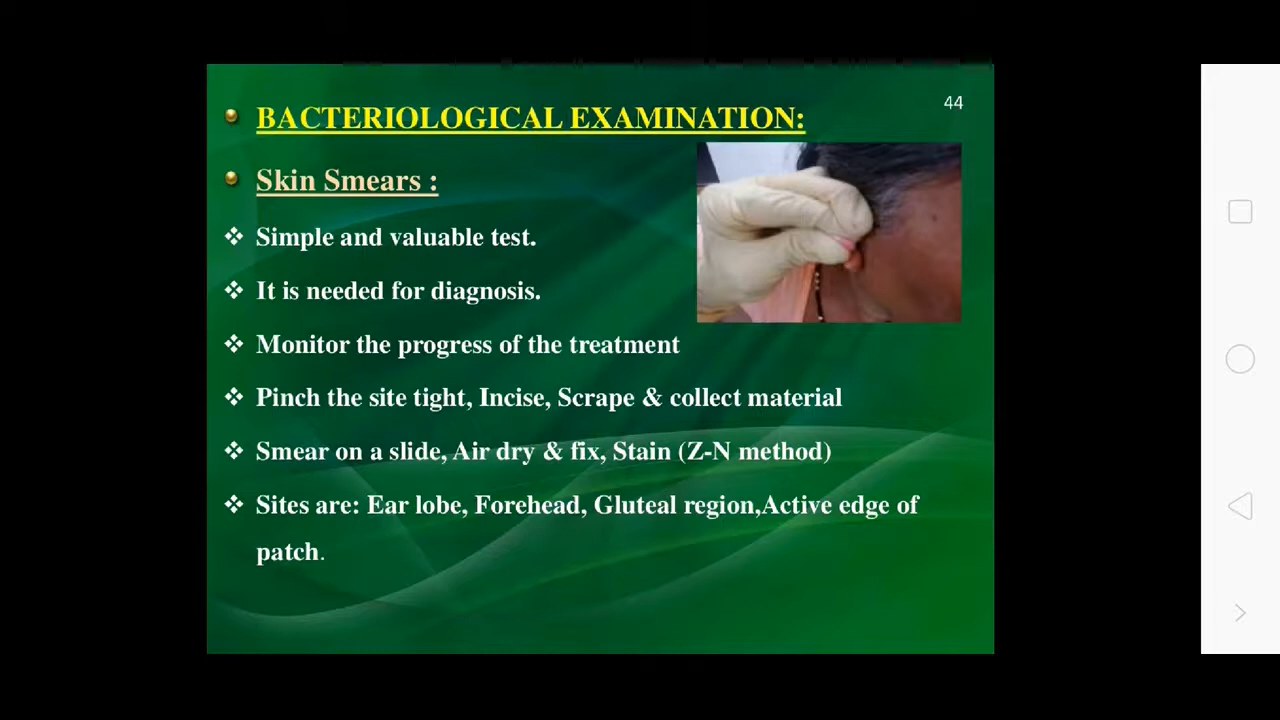 44
BACTERIOLOGICAL EXAMINATION:
Skin Smears :
Simple and valuable test.
It is needed for diagnosis.
Monitor the progress of the treatment
Pinch the site tight, Incise, Scrape & collect material
Smear on a slide, Air dry & fix, Stain (Z-N method)
Sites are: Ear lobe, Forehead, Gluteal region,Active edge of
patch.